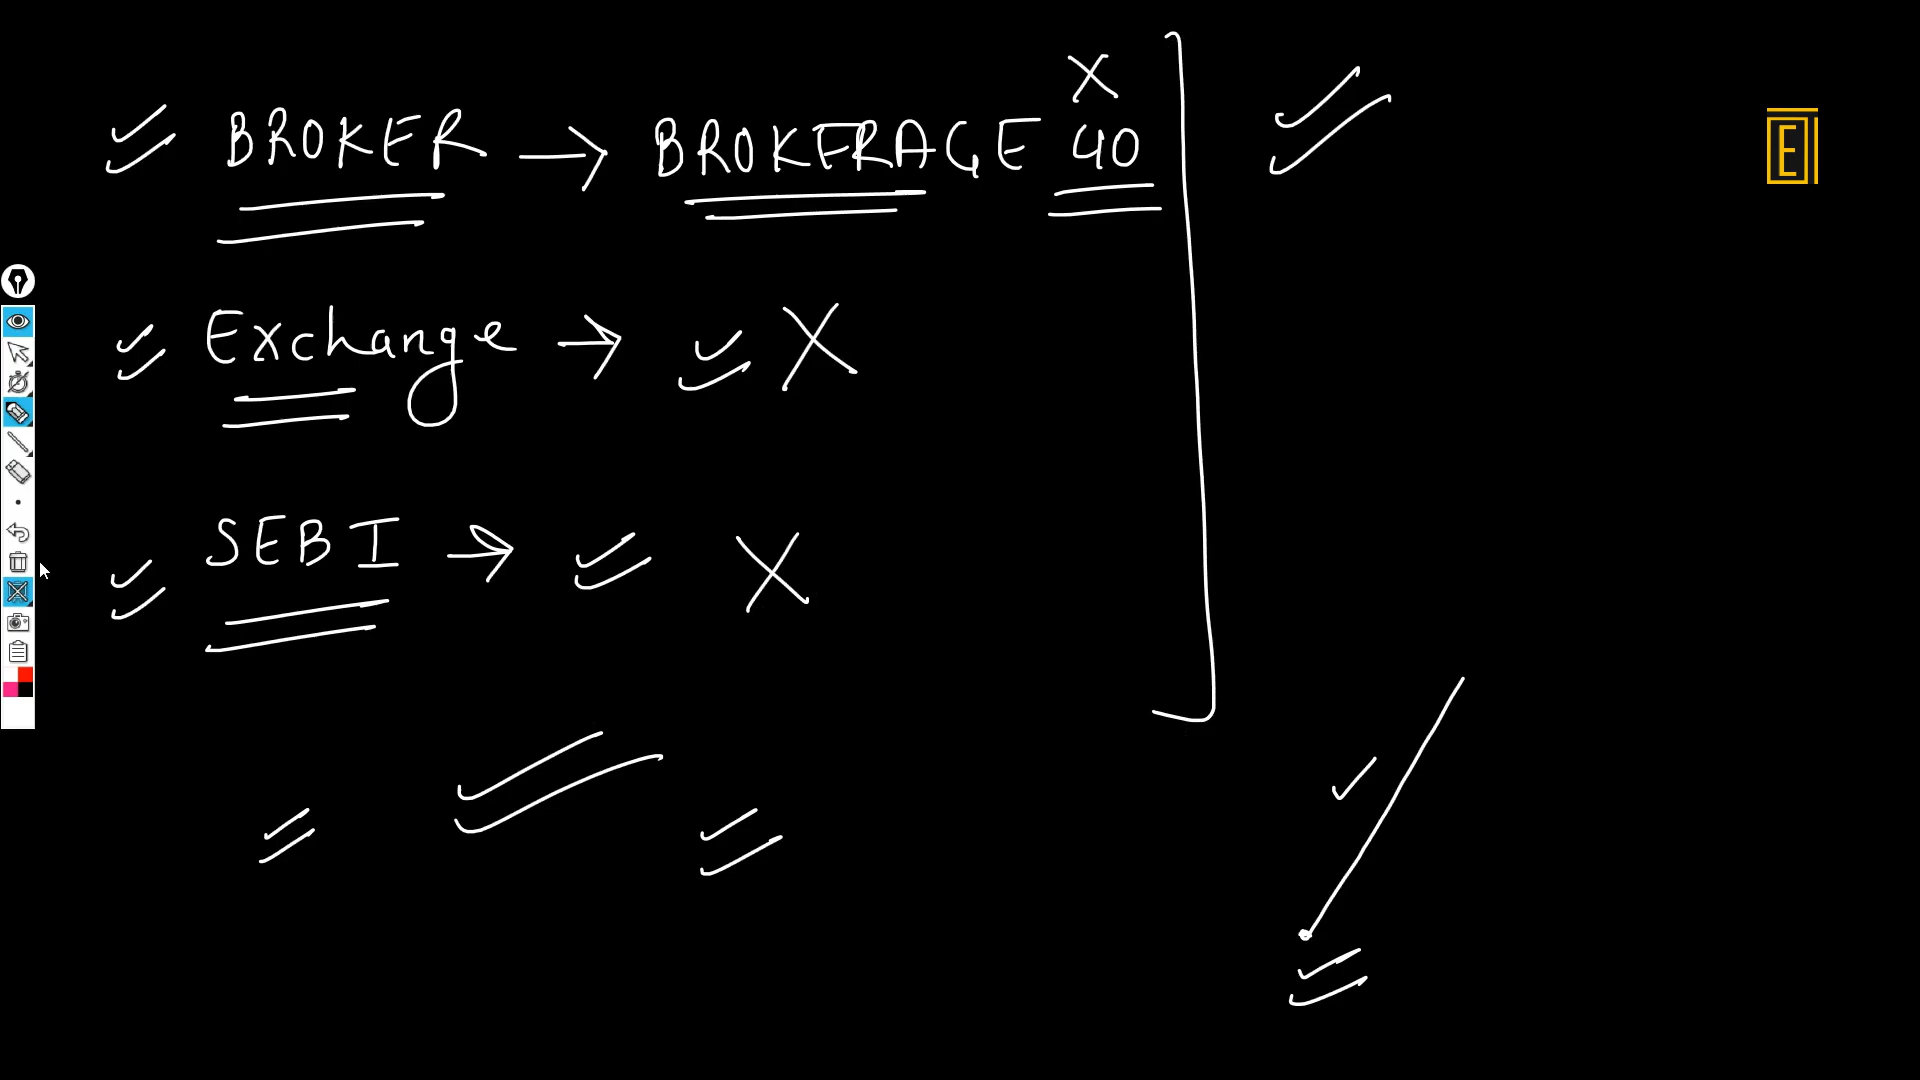 X
BROKER → BROKERAGE 40
Exchange → X
SEBI → X
E